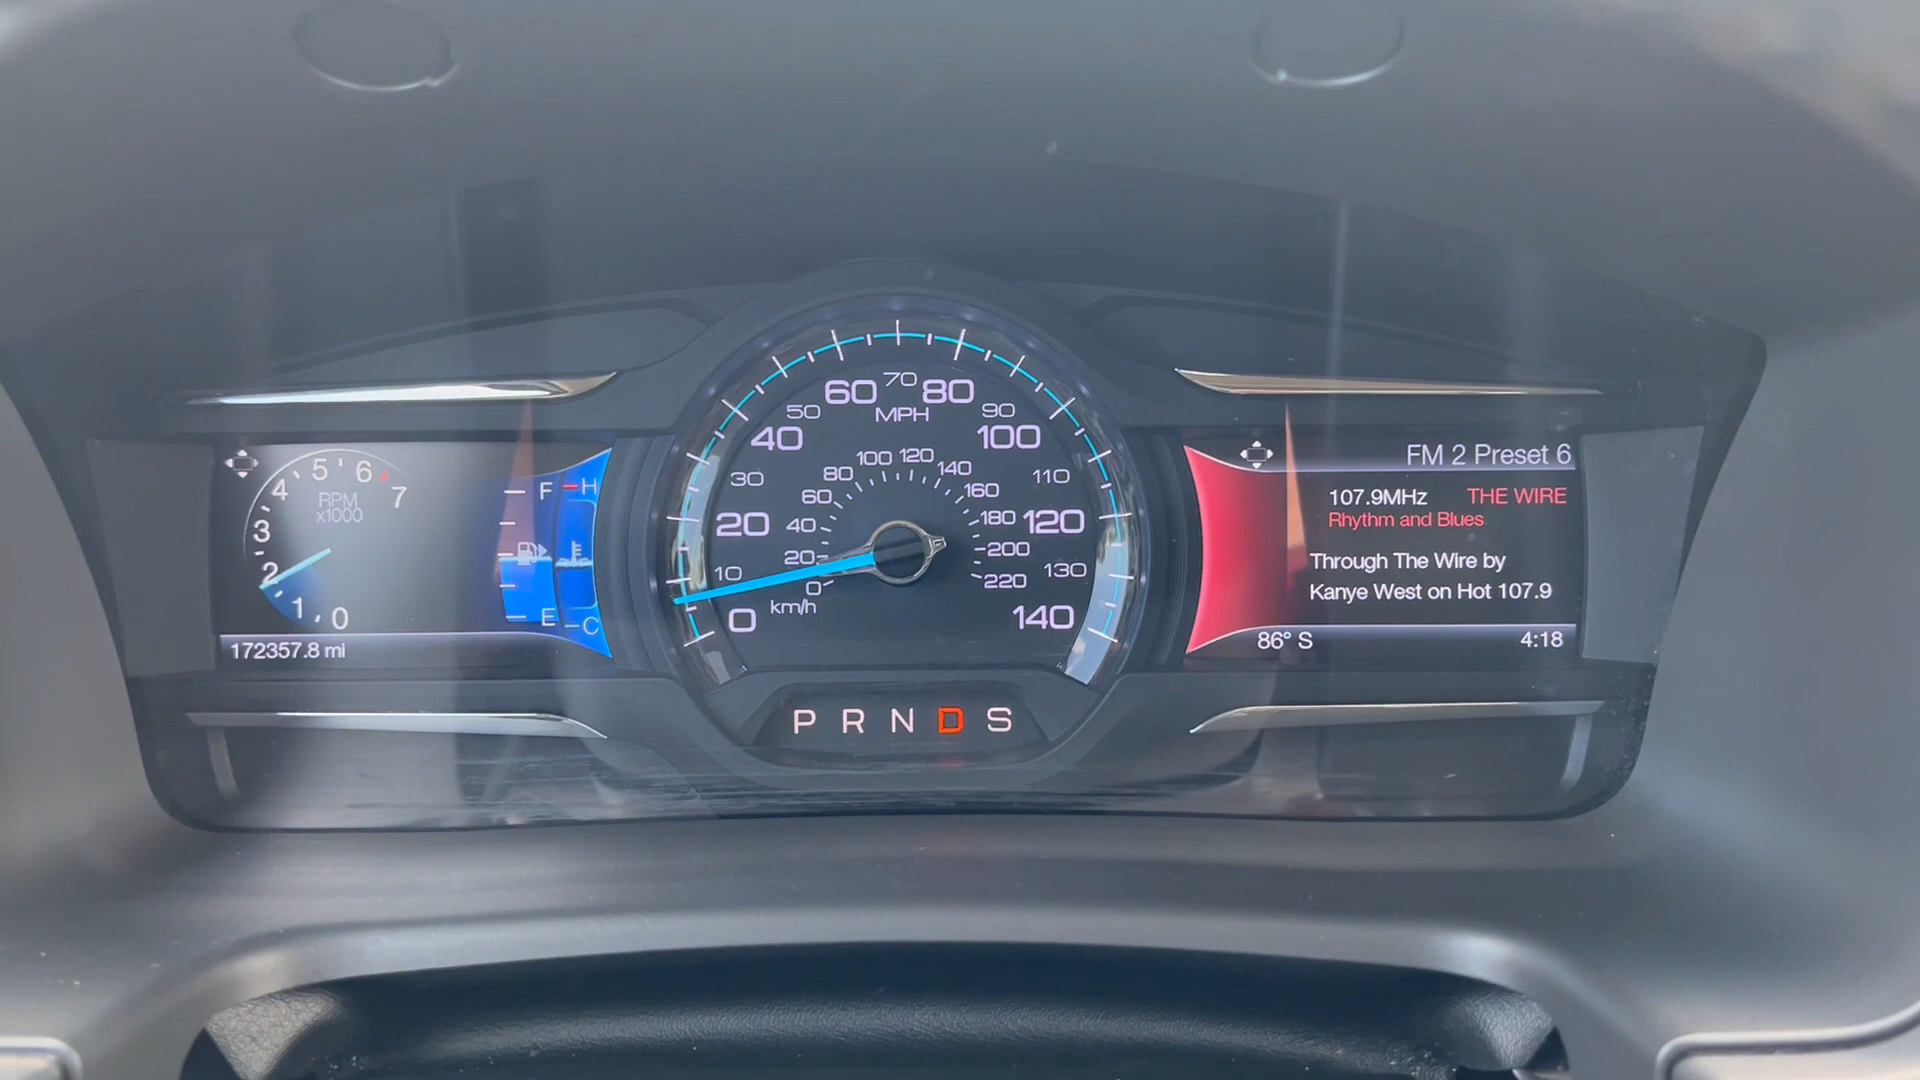 5 6
4 7
RPM
x1000
3
2
1 0
F H
E C
172357.8 mi
70
60 80
50 MPH 90
40 100
100 120
80 140
30 110
60 160
20 40 180 120
20 200
10 130
0 220
km/h
0 140
P R N D S
FM 2 Preset 6
107.9MHz THE WIRE
Rhythm and Blues
Through The Wire by
Kanye West on Hot 107.9
86° S 4:18